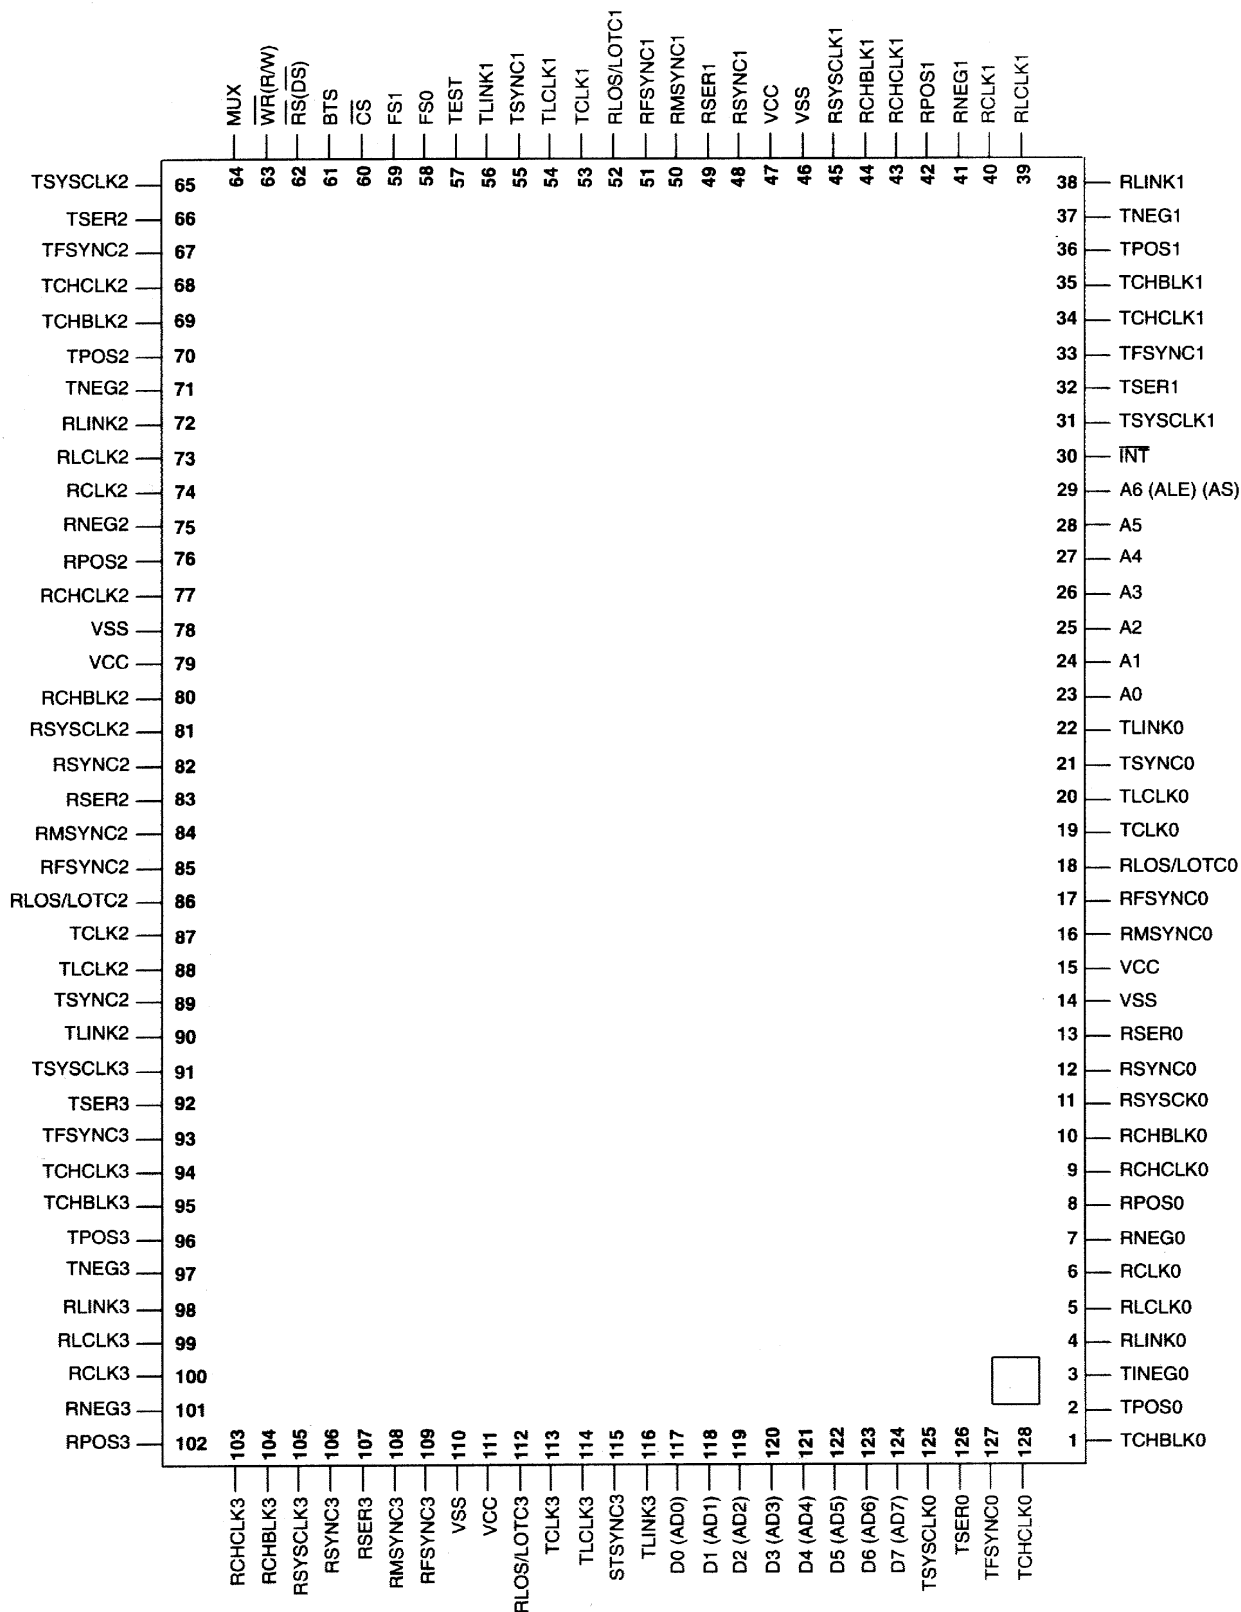 MUX
WR(R/W)
RS(DS)
BTS
CS
FS1
FS0
TEST
TLINK1
TSYNC1
TLCLK1
TCLK1
RLOS/LOTC1
RFSYNC1
RMSYNC1
RSER1
RSYNC1
VCC
VSS
RSYSCLK1
RCHBLK1
RCHCLK1
RPOS1
RNEG1
RCLK1
RLCLK1
64
63
62
61
60
59
58
57
56
55
54
53
52
51
50
49
48
47
46
45
44
43
42
41
40
39
TSYSCLK2 65
TSER2 66
TFSYNC2 67
TCHCLK2 68
TCHBLK2 69
TPOS2 70
TNEG2 71
RLINK2 72
RLCLK2 73
RCLK2 74
RNEG2 75
RPOS2 76
RCHCLK2 77
VSS 78
VCC 79
RCHBLK2 80
RSYSCLK2 81
RSYNC2 82
RSER2 83
RMSYNC2 84
RFSYNC2 85
RLOS/LOTC2 86
TCLK2 87
TLCLK2 88
TSYNC2 89
TLINK2 90
TSYSCLK3 91
TSER3 92
TFSYNC3 93
TCHCLK3 94
TCHBLK3 95
TPOS3 96
TNEG3 97
RLINK3 98
RLCLK3 99
RCLK3 100
RNEG3 101
RPOS3 102
38 RLINK1
37 TNEG1
36 TPOS1
35 TCHBLK1
34 TCHCLK1
33 TFSYNC1
32 TSER1
31 TSYSCLK1
30 INT
29 A6 (ALE) (AS)
28 A5
27 A4
26 A3
25 A2
24 A1
23 A0
22 TLINK0
21 TSYNC0
20 TLCLK0
19 TCLK0
18 RLOS/LOTC0
17 RFSYNC0
16 RMSYNC0
15 VCC
14 VSS
13 RSER0
12 RSYNC0
11 RSYSCK0
10 RCHBLK0
9 RCHCLK0
8 RPOS0
7 RNEG0
6 RCLK0
5 RLCLK0
4 RLINK0
3 TINEG0
2 TPOS0
1 TCHBLK0
103
104
105
106
107
108
109
110
111
112
113
114
115
116
117
118
119
120
121
122
123
124
125
126
127
128
RCHCLK3
RCHBLK3
RSYSCLK3
RSYNC3
RSER3
RMSYNC3
RFSYNC3
VSS
VCC
RLOS/LOTC3
TCLK3
TLCLK3
STSYNC3
TLINK3
D0 (AD0)
D1 (AD1)
D2 (AD2)
D3 (AD3)
D4 (AD4)
D5 (AD5)
D6 (AD6)
D7 (AD7)
TSYSCLK0
TSER0
TFSYNC0
TCHCLK0